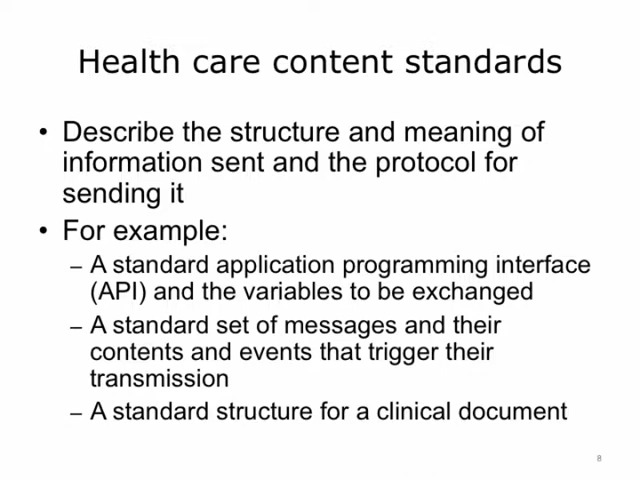 Health care content standards
• Describe the structure and meaning of
information sent and the protocol for
sending it
• For example:
– A standard application programming interface
(API) and the variables to be exchanged
– A standard set of messages and their
contents and events that trigger their
transmission
– A standard structure for a clinical document
8